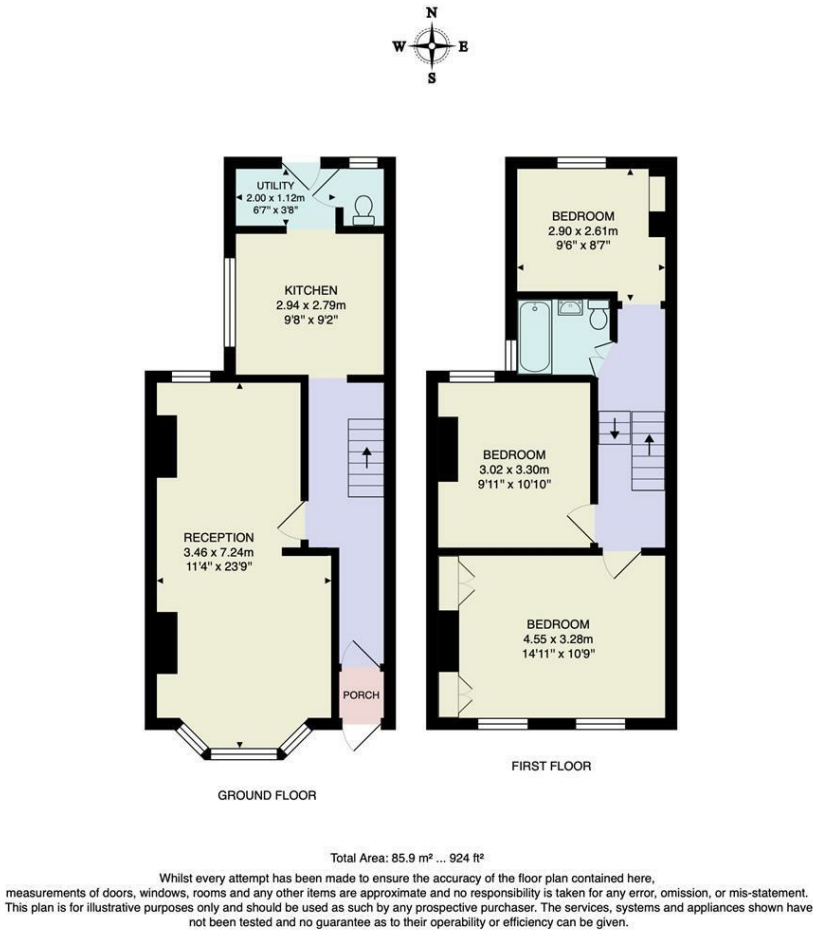 N
W E
S
UTILITY
2.00 x 1.12m
6'7" x 3'8"
KITCHEN
2.94 x 2.79m
9'8" x 9'2"
RECEPTION
3.46 x 7.24m
11'4" x 23'9"
PORCH
GROUND FLOOR
BEDROOM
2.90 x 2.61m
9'6" x 8'7"
BEDROOM
3.02 x 3.30m
9'11" x 10'10"
BEDROOM
4.55 x 3.28m
14'11" x 10'9"
FIRST FLOOR
Total Area: 85.9 m² ... 924 ft²
Whilst every attempt has been made to ensure the accuracy of the floor plan contained here,
measurements of doors, windows, rooms and any other items are approximate and no responsibility is taken for any error, omission, or mis-statement.
This plan is for illustrative purposes only and should be used as such by any prospective purchaser. The services, systems and appliances shown have
not been tested and no guarantee as to their operability or efficiency can be given.